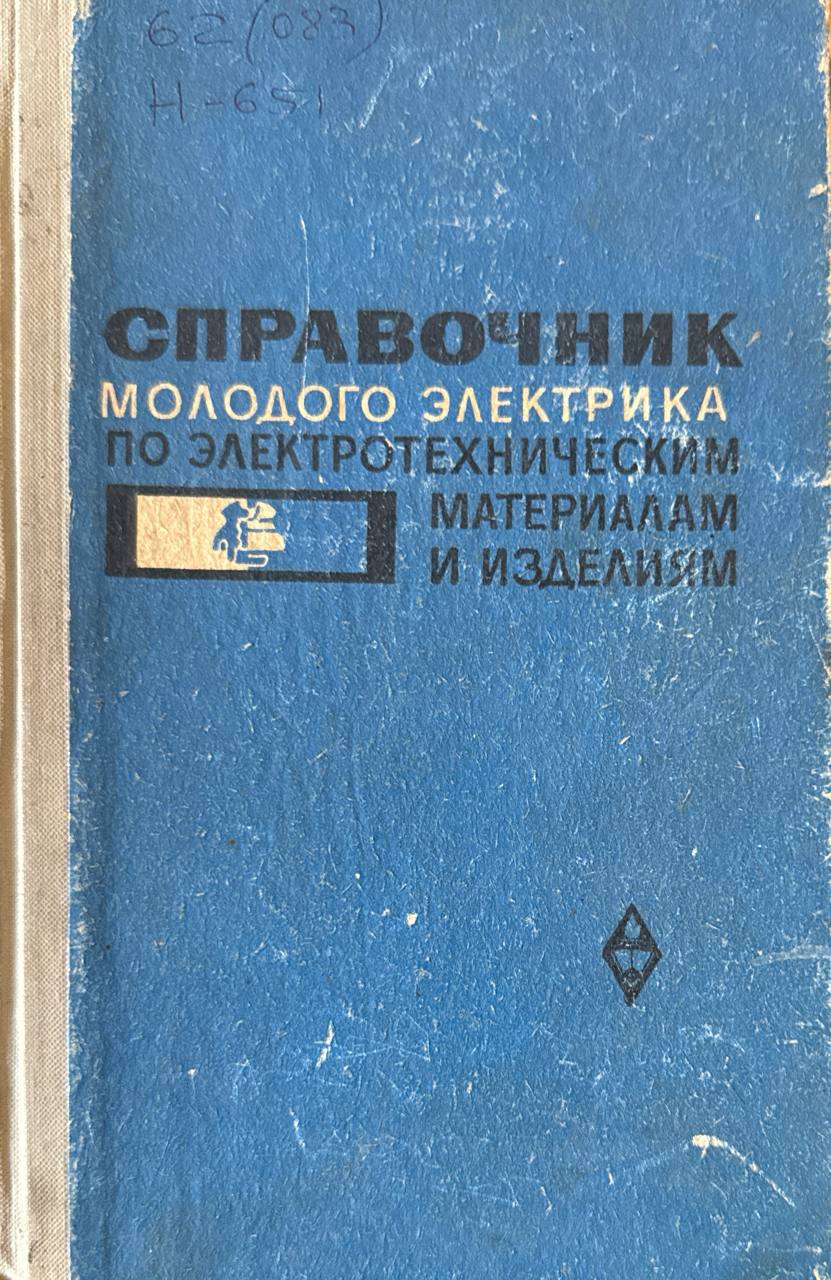 62(083)
Н-651
СПРАВОЧНИК
МОЛОДОГО ЭЛЕКТРИКА
ПО ЭЛЕКТРОТЕХНИЧЕСКИМ
МАТЕРИАЛАМ
И ИЗДЕЛИЯМ